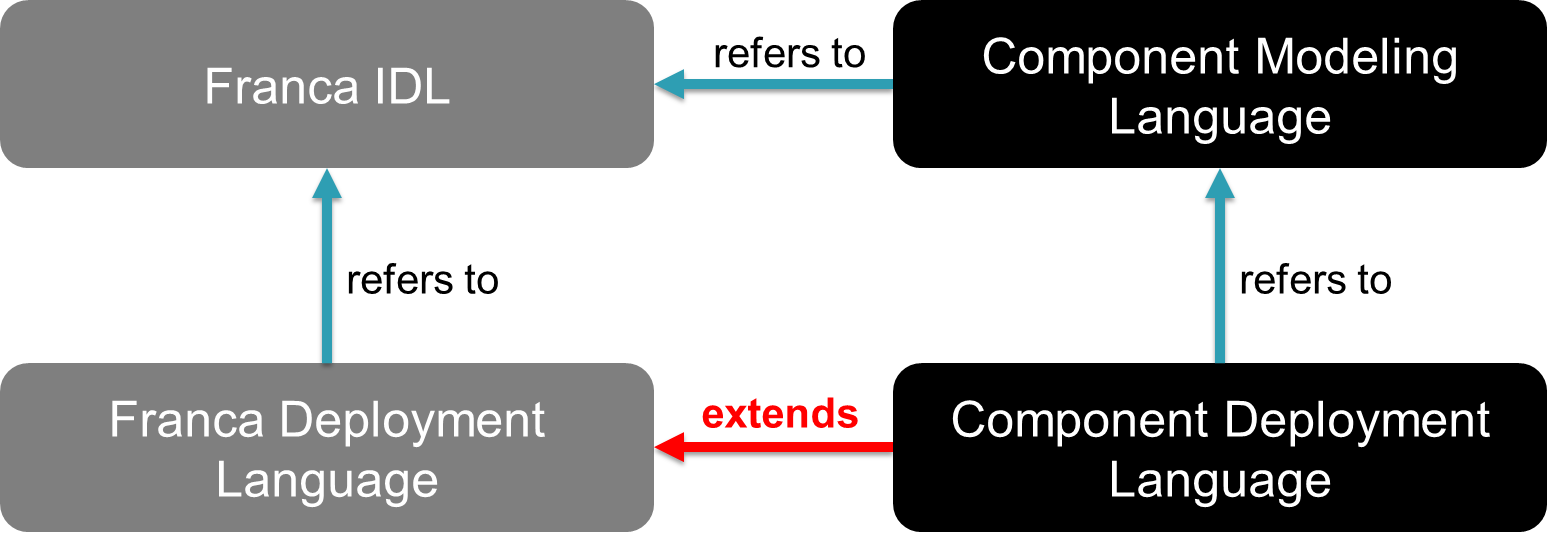 Franca IDL
refers to
Component Modeling
Language
refers to
refers to
Franca Deployment
Language
extends
Component Deployment
Language